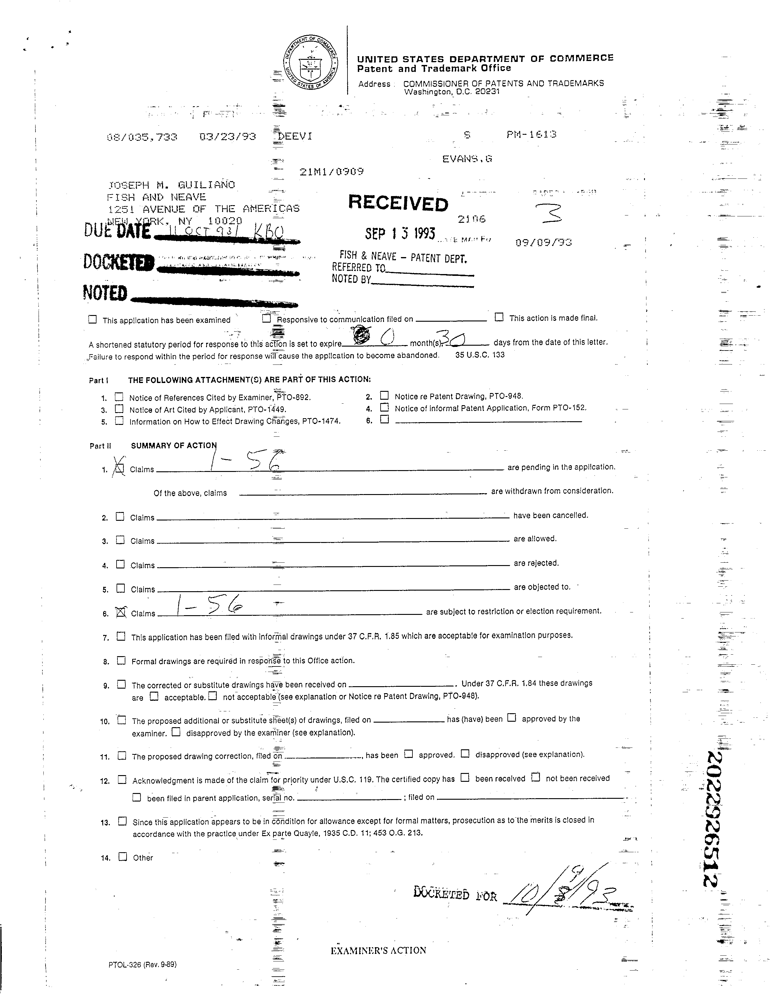 UNITED STATES DEPARTMENT OF COMMERCE
Patent and Trademark Office
Address : COMMISSIONER OF PATENTS AND TRADEMARKS
Washington, D.C. 20231
08/035,733 03/23/93 DEEVI S PM-1613
EVANS,G
21M1/0909
JOSEPH M. GUILIANO
FISH AND NEAVE
1251 AVENUE OF THE AMERICAS
NEW YORK, NY 10020
RECEIVED
SEP 13 1993
2106
3
09/09/93
DUE DATE 11 OCT 93 KBO
DOCKETED
NOTED
FISH & NEAVE - PATENT DEPT.
REFERRED TO
NOTED BY
☐ This application has been examined ☐ Responsive to communication filed on ☐ This action is made final.
A shortened statutory period for response to this action is set to expire 0 month(s), 30 days from the date of this letter.
Failure to respond within the period for response will cause the application to become abandoned. 35 U.S.C. 133
Part I THE FOLLOWING ATTACHMENT(S) ARE PART OF THIS ACTION:
1. ☐ Notice of References Cited by Examiner, PTO-892. 2. ☐ Notice re Patent Drawing, PTO-948.
3. ☐ Notice of Art Cited by Applicant, PTO-1449. 4. ☐ Notice of Informal Patent Application, Form PTO-152.
5. ☐ Information on How to Effect Drawing Changes, PTO-1474. 6. ☐
Part II SUMMARY OF ACTION
1. ☒ Claims 1-56 are pending in the application.
Of the above, claims are withdrawn from consideration.
2. ☐ Claims have been cancelled.
3. ☐ Claims are allowed.
4. ☐ Claims are rejected.
5. ☐ Claims are objected to.
6. ☒ Claims 1-56 are subject to restriction or election requirement.
7. ☐ This application has been filed with informal drawings under 37 C.F.R. 1.85 which are acceptable for examination purposes.
8. ☐ Formal drawings are required in response to this Office action.
9. ☐ The corrected or substitute drawings have been received on . Under 37 C.F.R. 1.84 these drawings
are ☐ acceptable. ☐ not acceptable (see explanation or Notice re Patent Drawing, PTO-948).
10. ☐ The proposed additional or substitute sheet(s) of drawings, filed on has (have) been ☐ approved by the
examiner. ☐ disapproved by the examiner (see explanation).
11. ☐ The proposed drawing correction, filed on , has been ☐ approved. ☐ disapproved (see explanation).
12. ☐ Acknowledgment is made of the claim for priority under U.S.C. 119. The certified copy has ☐ been received ☐ not been received
☐ been filed in parent application, serial no. ; filed on
13. ☐ Since this application appears to be in condition for allowance except for formal matters, prosecution as to the merits is closed in
accordance with the practice under Ex parte Quayle, 1935 C.D. 11; 453 O.G. 213.
14. ☐ Other
DOCKETED FOR 10/8/93
EXAMINER'S ACTION
PTOL-326 (Rev. 9-89)
2022926512